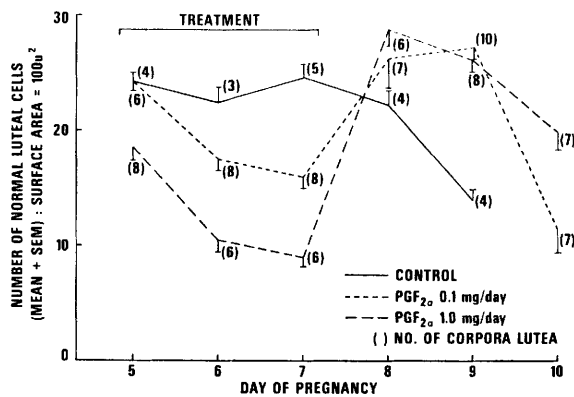 TREATMENT
NUMBER OF NORMAL LUTEAL CELLS
(MEAN + SEM) : SURFACE AREA = 100u²
30
20
10
0
(4)
(6)
(8)
(3)
(8)
(6)
(5)
(8)
(6)
(6)
(7)
(4)
(10)
(8)
(4)
(7)
(7)
CONTROL
PGF2α 0.1 mg/day
PGF2α 1.0 mg/day
( ) NO. OF CORPORA LUTEA
5 6 7 8 9 10
DAY OF PREGNANCY